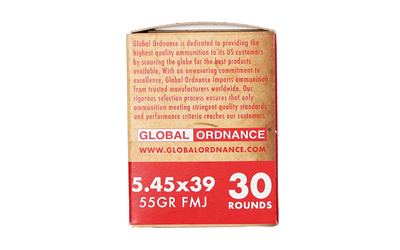 Global Ordnance is dedicated to providing the
highest quality ammunition to its US customers
by scouring the globe for the best products
available. With an unwavering commitment to
excellence, Global Ordnance imports ammunition
from trusted manufacturers worldwide. Our
rigorous selection process ensures that only
ammunition meeting stringent quality standards
and performance criteria reaches our customers.
GLOBAL ORDNANCE
WWW.GLOBALORDNANCE.COM
5.45x39
55GR FMJ
30
ROUNDS